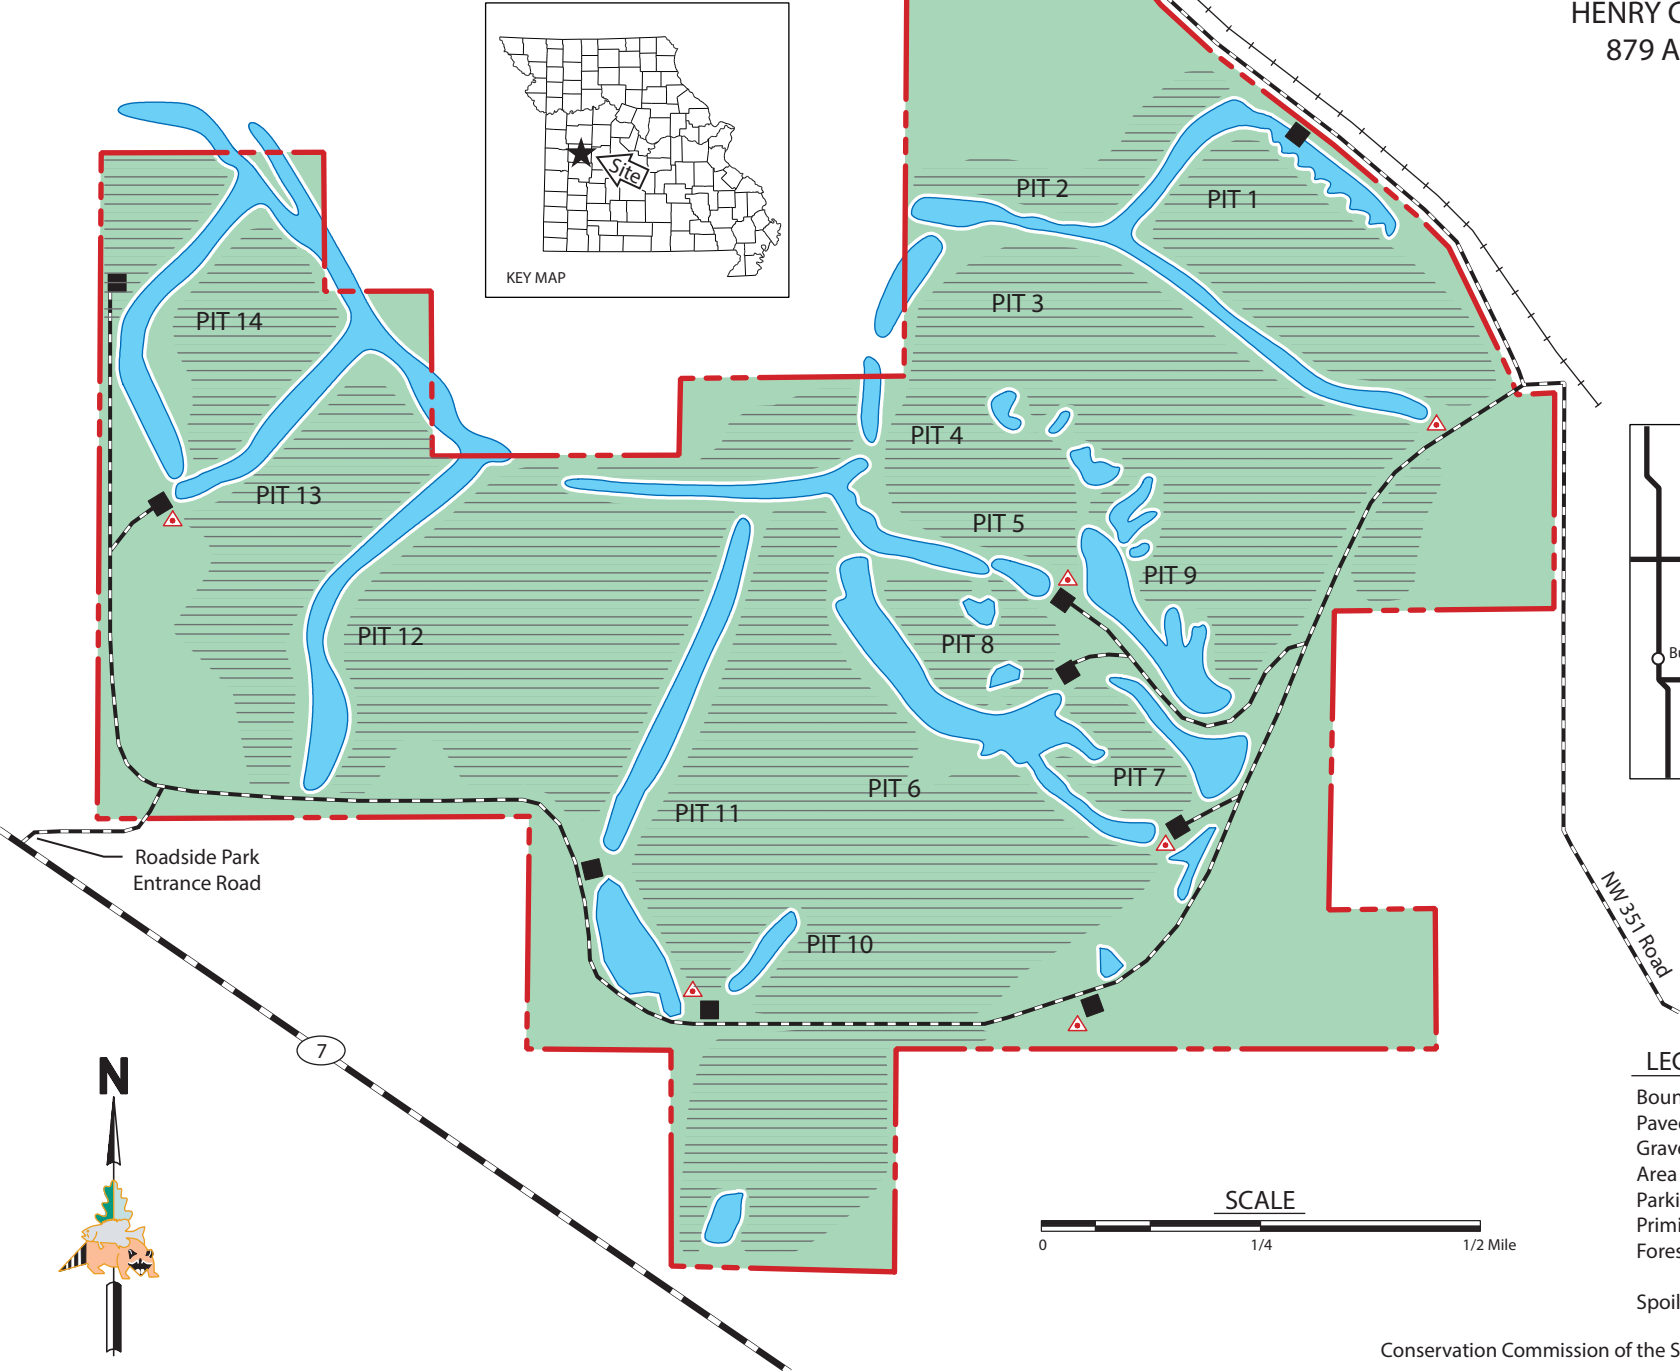 HENRY C
879 A
Site
KEY MAP
PIT 2
PIT 1
PIT 3
PIT 14
PIT 4
PIT 13
PIT 5
PIT 9
PIT 12
PIT 8
PIT 7
PIT 6
PIT 11
PIT 10
Roadside Park
Entrance Road
7
NW 351 Road
N
SCALE
0
1/4
1/2 Mile
LEG
Boun
Pave
Grav
Area
Parki
Primi
Fores
Spoil
Conservation Commission of the S